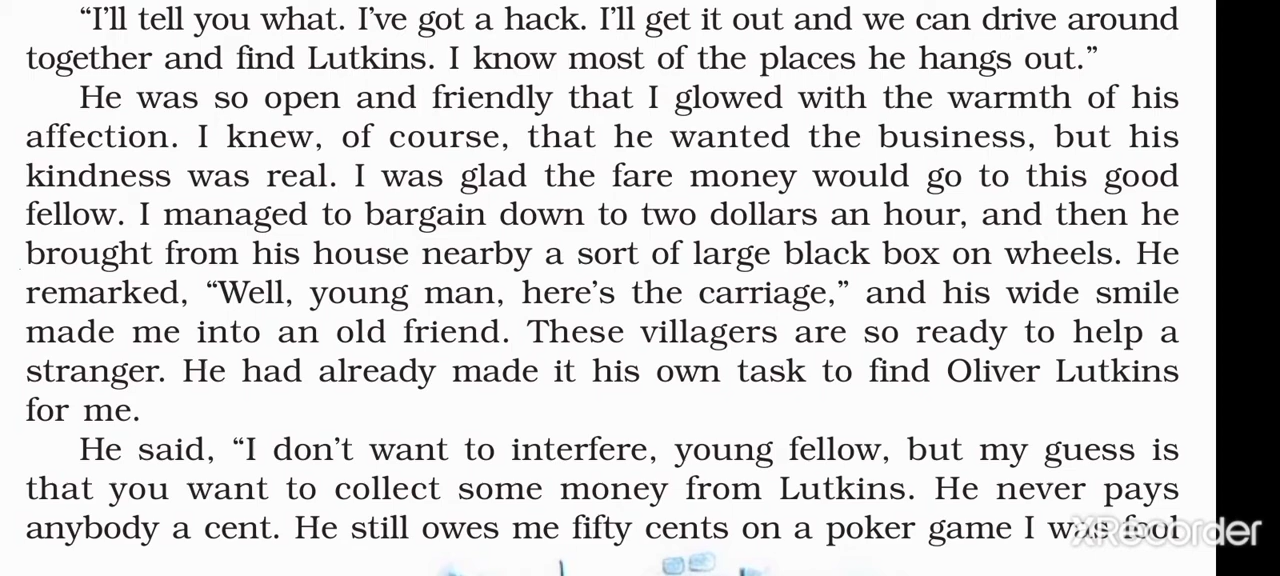 “I’ll tell you what. I’ve got a hack. I’ll get it out and we can drive around
together and find Lutkins. I know most of the places he hangs out.”
He was so open and friendly that I glowed with the warmth of his
affection. I knew, of course, that he wanted the business, but his
kindness was real. I was glad the fare money would go to this good
fellow. I managed to bargain down to two dollars an hour, and then he
brought from his house nearby a sort of large black box on wheels. He
remarked, “Well, young man, here’s the carriage,” and his wide smile
made me into an old friend. These villagers are so ready to help a
stranger. He had already made it his own task to find Oliver Lutkins
for me.
He said, “I don’t want to interfere, young fellow, but my guess is
that you want to collect some money from Lutkins. He never pays
anybody a cent. He still owes me fifty cents on a poker game I was fool
XRecorder